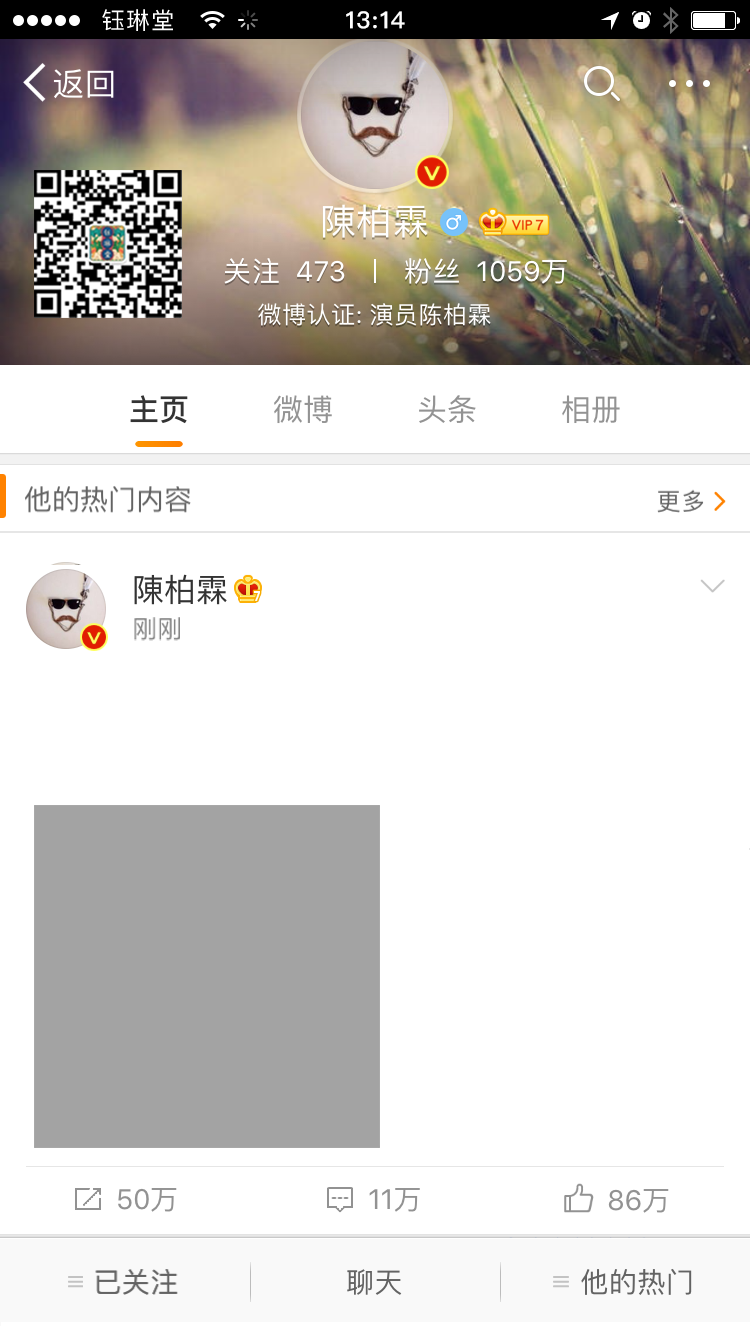 钰琳堂 13:14
返回
陳柏霖 VIP 7
关注 473 | 粉丝 1059万
微博认证: 演员陈柏霖
主页 微博 头条 相册
他的热门内容 更多
陳柏霖
刚刚
50万 11万 86万
已关注 聊天 他的热门